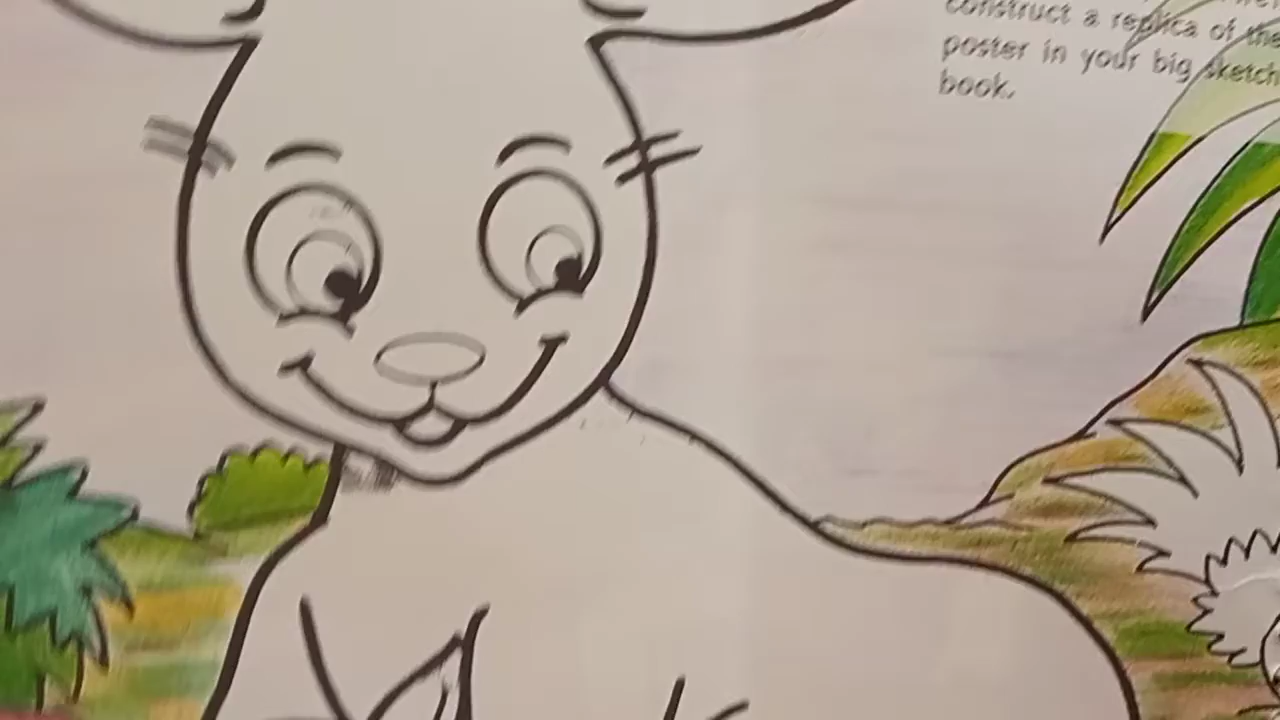 construct a replica of the
poster in your big sketch
book.